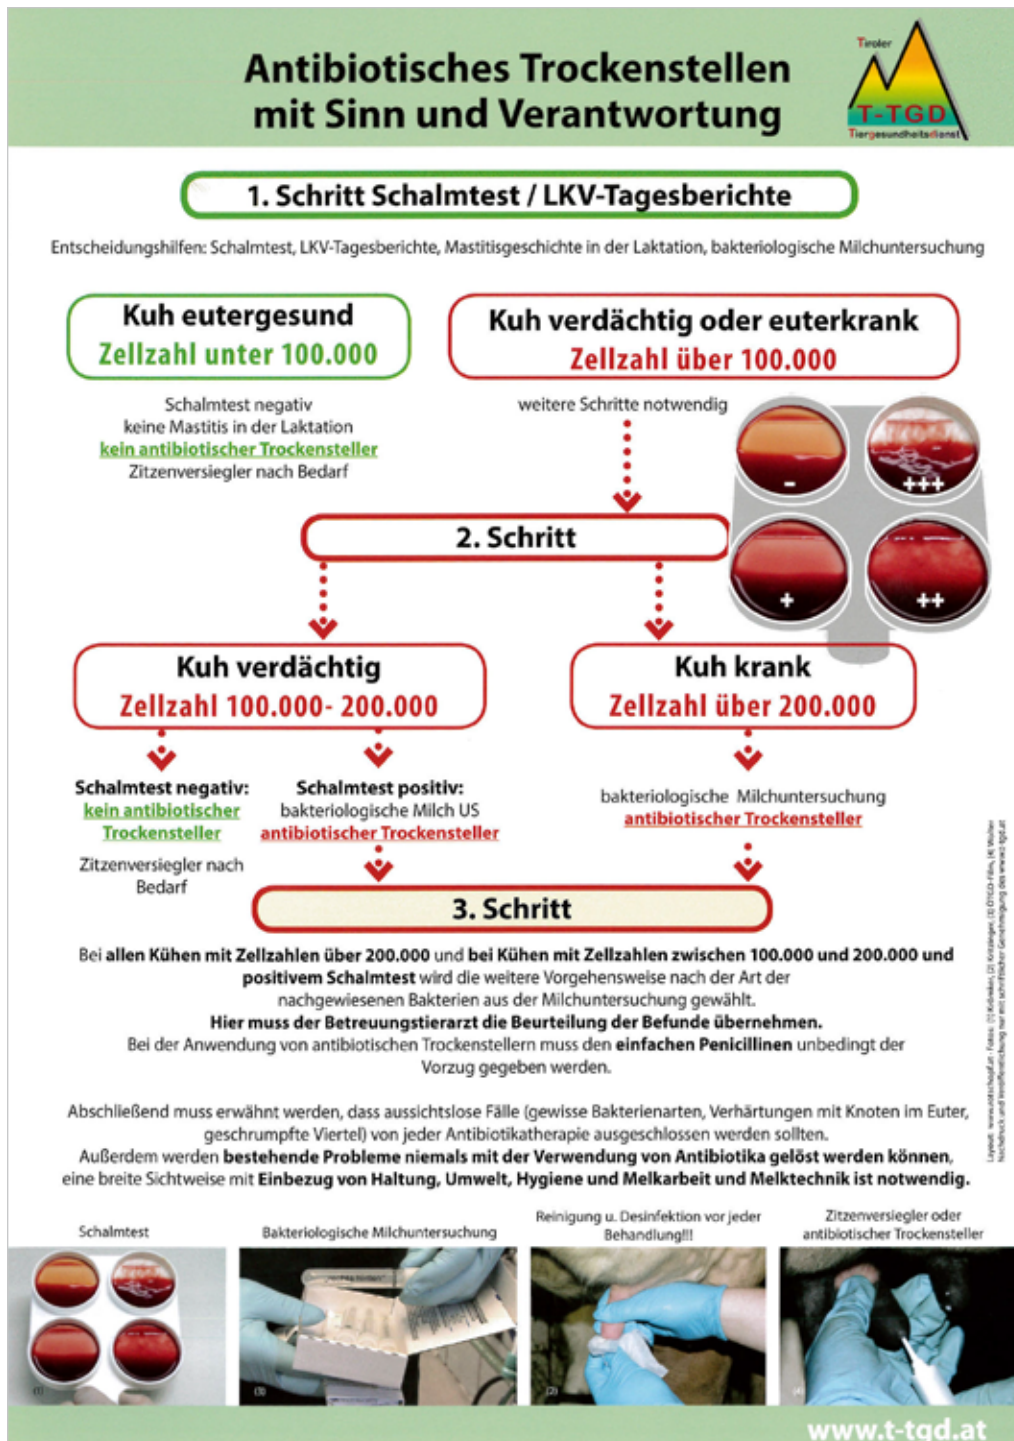 Antibiotisches Trockenstellen
mit Sinn und Verantwortung
Tiroler
T-TGD
Tiergesundheitsdienst
1. Schritt Schalmtest / LKV-Tagesberichte
Entscheidungshilfen: Schalmtest, LKV-Tagesberichte, Mastitisgeschichte in der Laktation, bakteriologische Milchuntersuchung
Kuh eutergesund
Zellzahl unter 100.000
Schalmtest negativ
keine Mastitis in der Laktation
kein antibiotischer Trockensteller
Zitzenversiegler nach Bedarf
Kuh verdächtig oder euterkrank
Zellzahl über 100.000
weitere Schritte notwendig
- +++
+ ++
2. Schritt
Kuh verdächtig
Zellzahl 100.000- 200.000
Kuh krank
Zellzahl über 200.000
Schalmtest negativ:
kein antibiotischer
Trockensteller
Zitzenversiegler nach
Bedarf
Schalmtest positiv:
bakteriologische Milch US
antibiotischer Trockensteller
bakteriologische Milchuntersuchung
antibiotischer Trockensteller
3. Schritt
Bei allen Kühen mit Zellzahlen über 200.000 und bei Kühen mit Zellzahlen zwischen 100.000 und 200.000 und
positivem Schalmtest wird die weitere Vorgehensweise nach der Art der
nachgewiesenen Bakterien aus der Milchuntersuchung gewählt.
Hier muss der Betreuungstierarzt die Beurteilung der Befunde übernehmen.
Bei der Anwendung von antibiotischen Trockenstellern muss den einfachen Penicillinen unbedingt der
Vorzug gegeben werden.
Abschließend muss erwähnt werden, dass aussichtslose Fälle (gewisse Bakterienarten, Verhärtungen mit Knoten im Euter,
geschrumpfte Viertel) von jeder Antibiotikatherapie ausgeschlossen werden sollten.
Außerdem werden bestehende Probleme niemals mit der Verwendung von Antibiotika gelöst werden können,
eine breite Sichtweise mit Einbezug von Haltung, Umwelt, Hygiene und Melkarbeit und Melktechnik ist notwendig.
Schalmtest
Bakteriologische Milchuntersuchung
Reinigung u. Desinfektion vor jeder
Behandlung!!!
Zitzenversiegler oder
antibiotischer Trockensteller
(1)
(3)
(2)
(4)
www.t-tgd.at